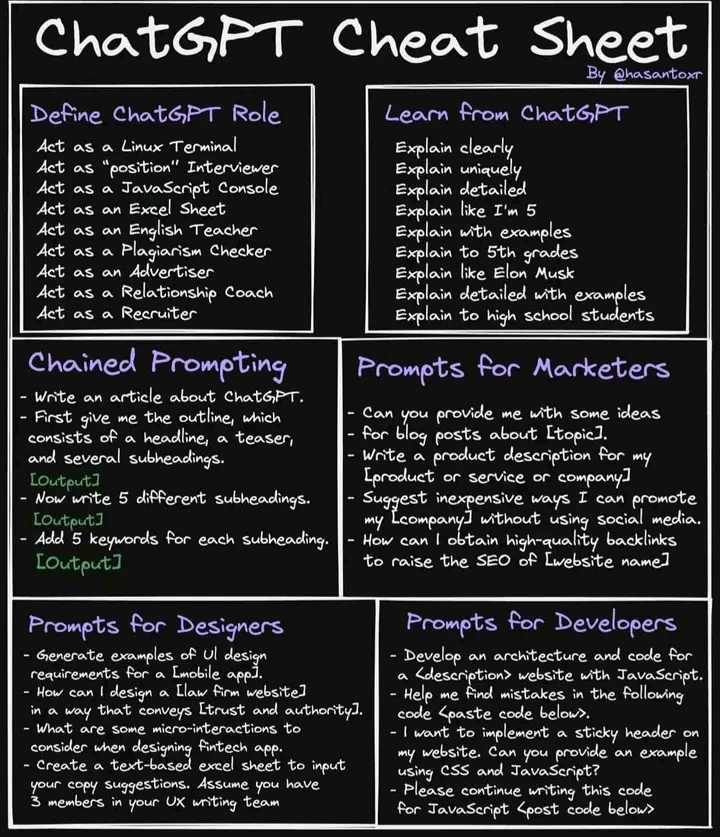 ChatGPT Cheat Sheet
By @hasantoxr
Define ChatGPT Role
Act as a Linux Terminal
Act as "position" Interviewer
Act as a JavaScript Console
Act as an Excel Sheet
Act as an English Teacher
Act as a Plagiarism Checker
Act as an Advertiser
Act as a Relationship Coach
Act as a Recruiter
Learn from ChatGPT
Explain clearly
Explain uniquely
Explain detailed
Explain like I'm 5
Explain with examples
Explain to 5th grades
Explain like Elon Musk
Explain detailed with examples
Explain to high school students
Chained Prompting
- Write an article about ChatGPT.
- First give me the outline, which
consists of a headline, a teaser,
and several subheadings.
[Output]
- Now write 5 different subheadings.
[Output]
- Add 5 keywords for each subheading.
[Output]
Prompts for Marketers
- Can you provide me with some ideas
- for blog posts about [topic].
- Write a product description for my
[product or service or company]
- Suggest inexpensive ways I can promote
my [company] without using social media.
- How can I obtain high-quality backlinks
to raise the SEO of [website name]
Prompts for Designers
- Generate examples of UI design
requirements for a [mobile app].
- How can I design a [law firm website]
in a way that conveys [trust and authority].
- What are some micro-interactions to
consider when designing fintech app.
- Create a text-based excel sheet to input
your copy suggestions. Assume you have
3 members in your UX writing team
Prompts for Developers
- Develop an architecture and code for
a <description> website with JavaScript.
- Help me find mistakes in the following
code <paste code below>.
- I want to implement a sticky header on
my website. Can you provide an example
using CSS and JavaScript?
- Please continue writing this code
for JavaScript <post code below>